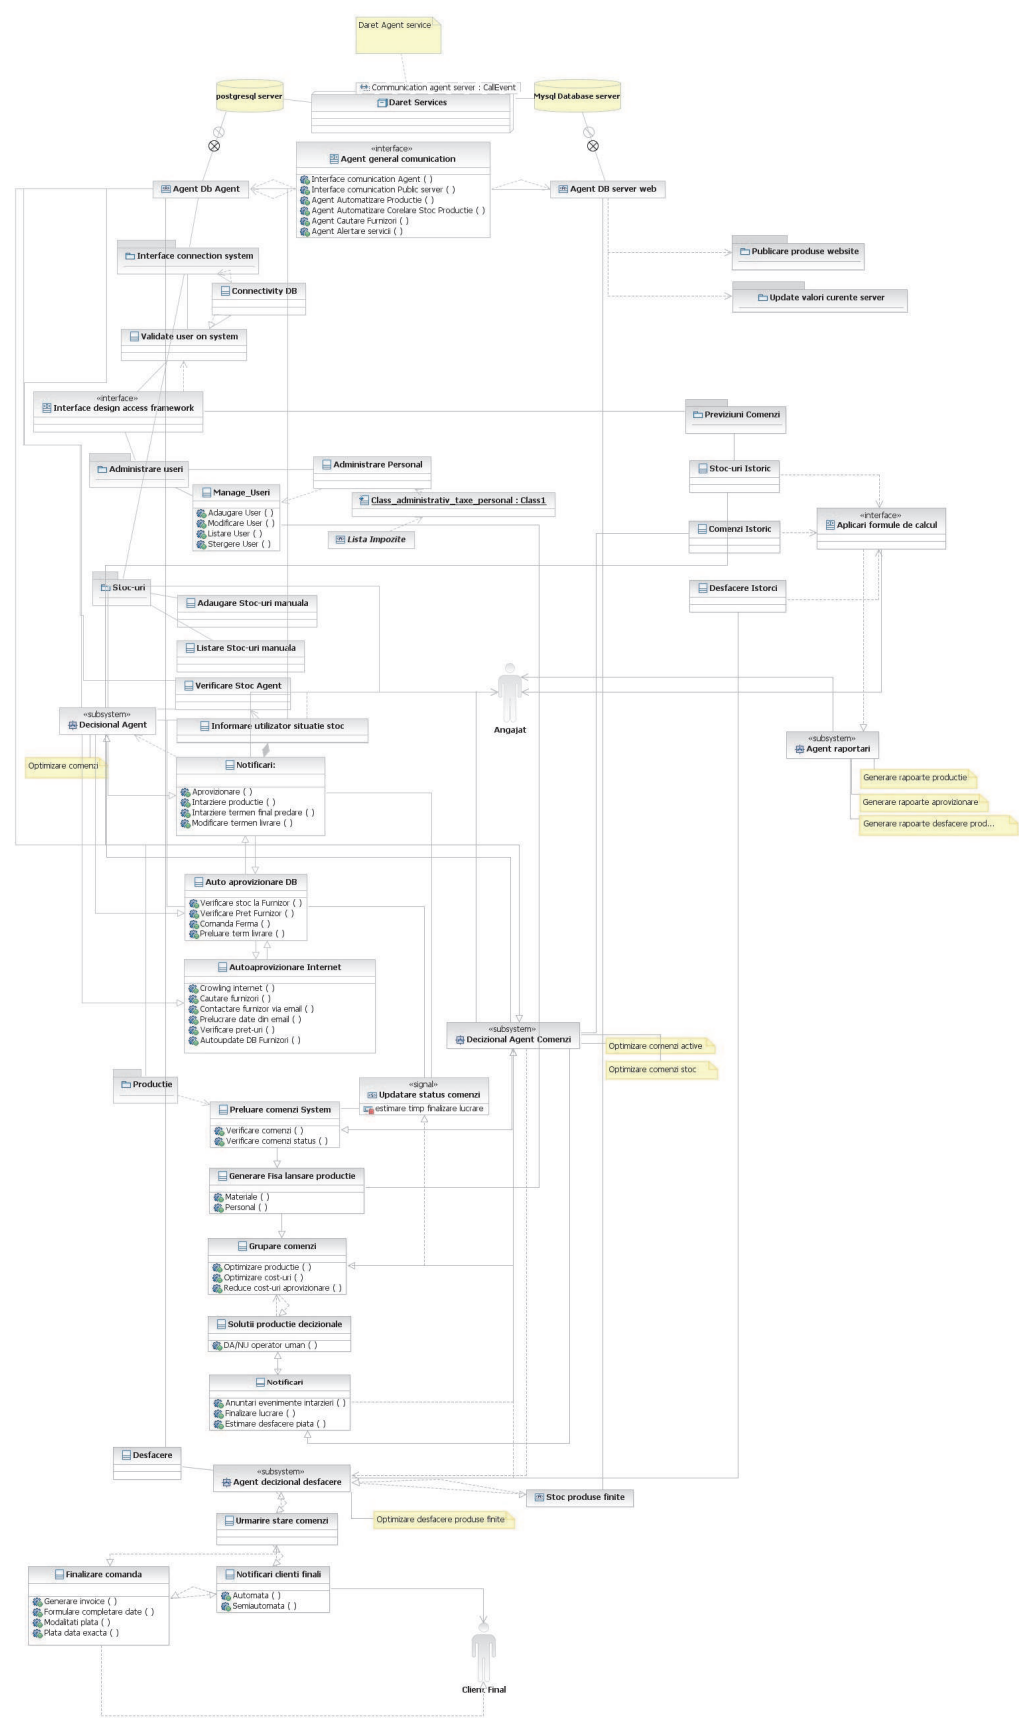 Daret Agent service
Communication agent server : CallEvent
postgresql server
Daret Services
Mysql Database server
«interface»
Agent general comunication
Interface comunication Agent ( )
Interface comunication Public server ( )
Agent Automatizare Productie ( )
Agent Automatizare Corelare Stoc Productie ( )
Agent Cautare Furnizori ( )
Agent Alertare servicii ( )
Agent Db Agent
Agent DB server web
Interface connection system
Publicare produse website
Connectivity DB
Update valori curente server
Validate user on system
«interface»
Interface design access framework
Previziuni Comenzi
Administrare useri
Administrare Personal
Stoc-uri Istoric
Manage_Useri
Adaugare User ( )
Modificare User ( )
Listare User ( )
Stergere User ( )
Class_administrativ_taxe_personal : Class1
Lista Impozite
Comenzi Istoric
«interface»
Aplicari formule de calcul
Stoc-uri
Desfacere Istorci
Adaugare Stoc-uri manuala
Listare Stoc-uri manuala
Verificare Stoc Agent
Angajat
«subsystem»
Decisional Agent
Informare utilizator situatie stoc
«subsystem»
Agent raportari
Optimizare comenzi
Notificari:
Aprovizionare ( )
Intarziere productie ( )
Intarziere termen final predare ( )
Modificare termen livrare ( )
Generare rapoarte productie
Generare rapoarte aprovizionare
Generare rapoarte desfacere prod...
Auto aprovizionare DB
Verificare stoc la Furnizor ( )
Verificare Pret Furnizor ( )
Comanda Ferma ( )
Preluare term livrare ( )
Autoaprovizionare Internet
Crowling internet ( )
Cautare furnizori ( )
Contactare furnizor via email ( )
Prelucrare date din email ( )
Verificare pret-uri ( )
Autoupdate DB Furnizori ( )
«subsystem»
Decizional Agent Comenzi
Optimizare comenzi active
Optimizare comenzi stoc
Productie
«signal»
Updatare status comenzi
estimare timp finalizare lucrare
Preluare comenzi System
Verificare comenzi ( )
Verificare comenzi status ( )
Generare Fisa lansare productie
Materiale ( )
Personal ( )
Grupare comenzi
Optimizare productie ( )
Optimizare cost-uri ( )
Reduce cost-uri aprovizionare ( )
Solutii productie decizionale
DA/NU operator uman ( )
Notificari
Anuntari evenimente intarzieri ( )
Finalizare lucrare ( )
Estimare desfacere piata ( )
Desfacere
«subsystem»
Agent decizional desfacere
Stoc produse finite
Urmarire stare comenzi
Optimizare desfacere produse finite
Finalizare comanda
Generare invoice ( )
Formulare completare date ( )
Modalitati plata ( )
Plata data exacta ( )
Notificari clienti finali
Automata ( )
Semiautomata ( )
Client Final